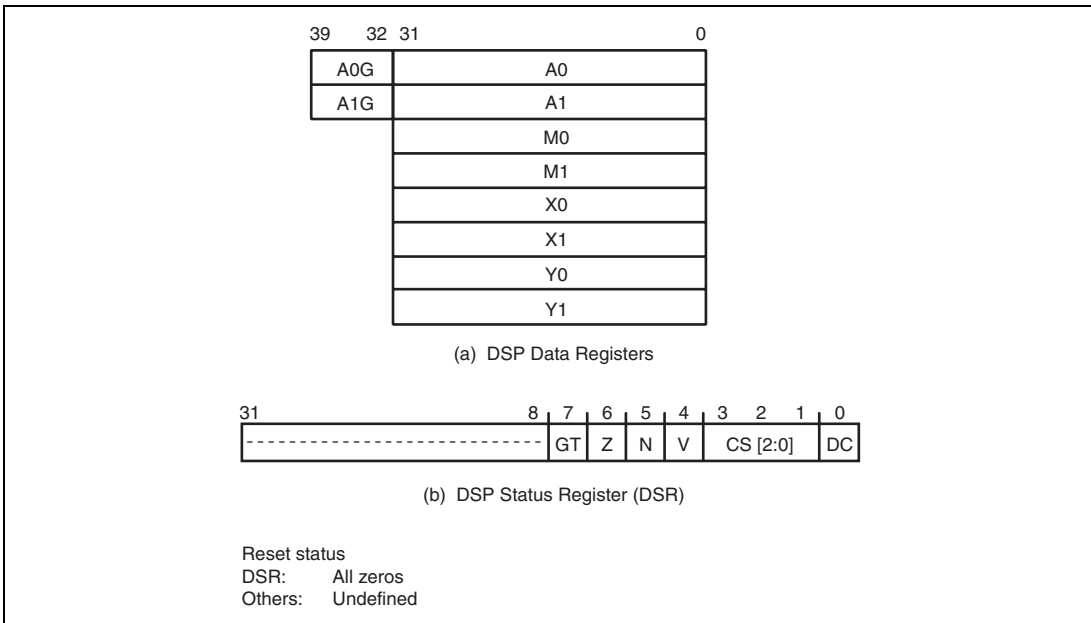 39 32 31 0
A0G A0
A1G A1
M0
M1
X0
X1
Y0
Y1
(a) DSP Data Registers
31 8 7 6 5 4 3 2 1 0
GT Z N V CS [2:0] DC
(b) DSP Status Register (DSR)
Reset status
DSR: All zeros
Others: Undefined